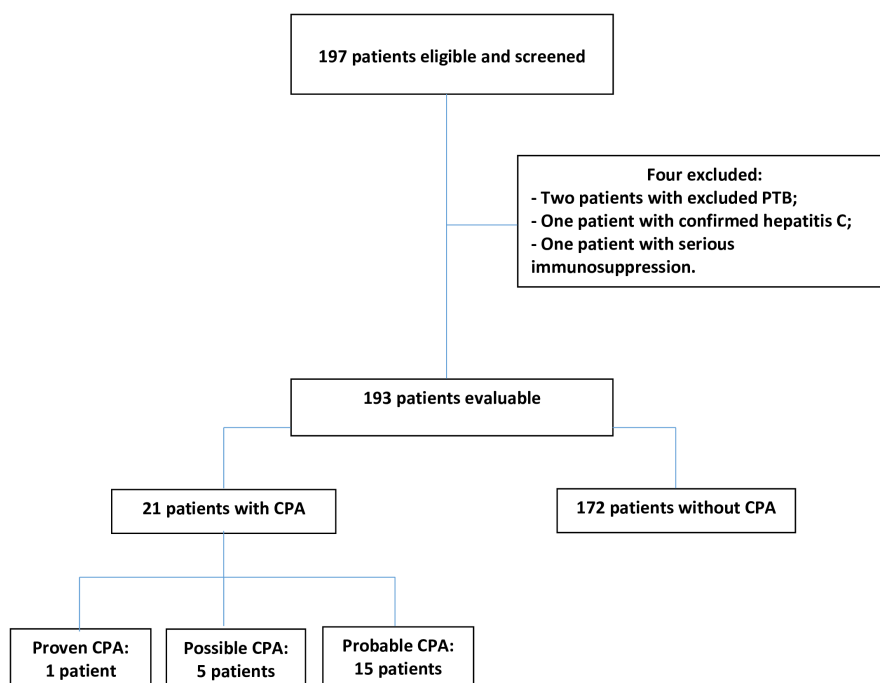 197 patients eligible and screened
Four excluded:
- Two patients with excluded PTB;
- One patient with confirmed hepatitis C;
- One patient with serious
immunosuppression.
193 patients evaluable
21 patients with CPA
172 patients without CPA
Proven CPA:
1 patient
Possible CPA:
5 patients
Probable CPA:
15 patients